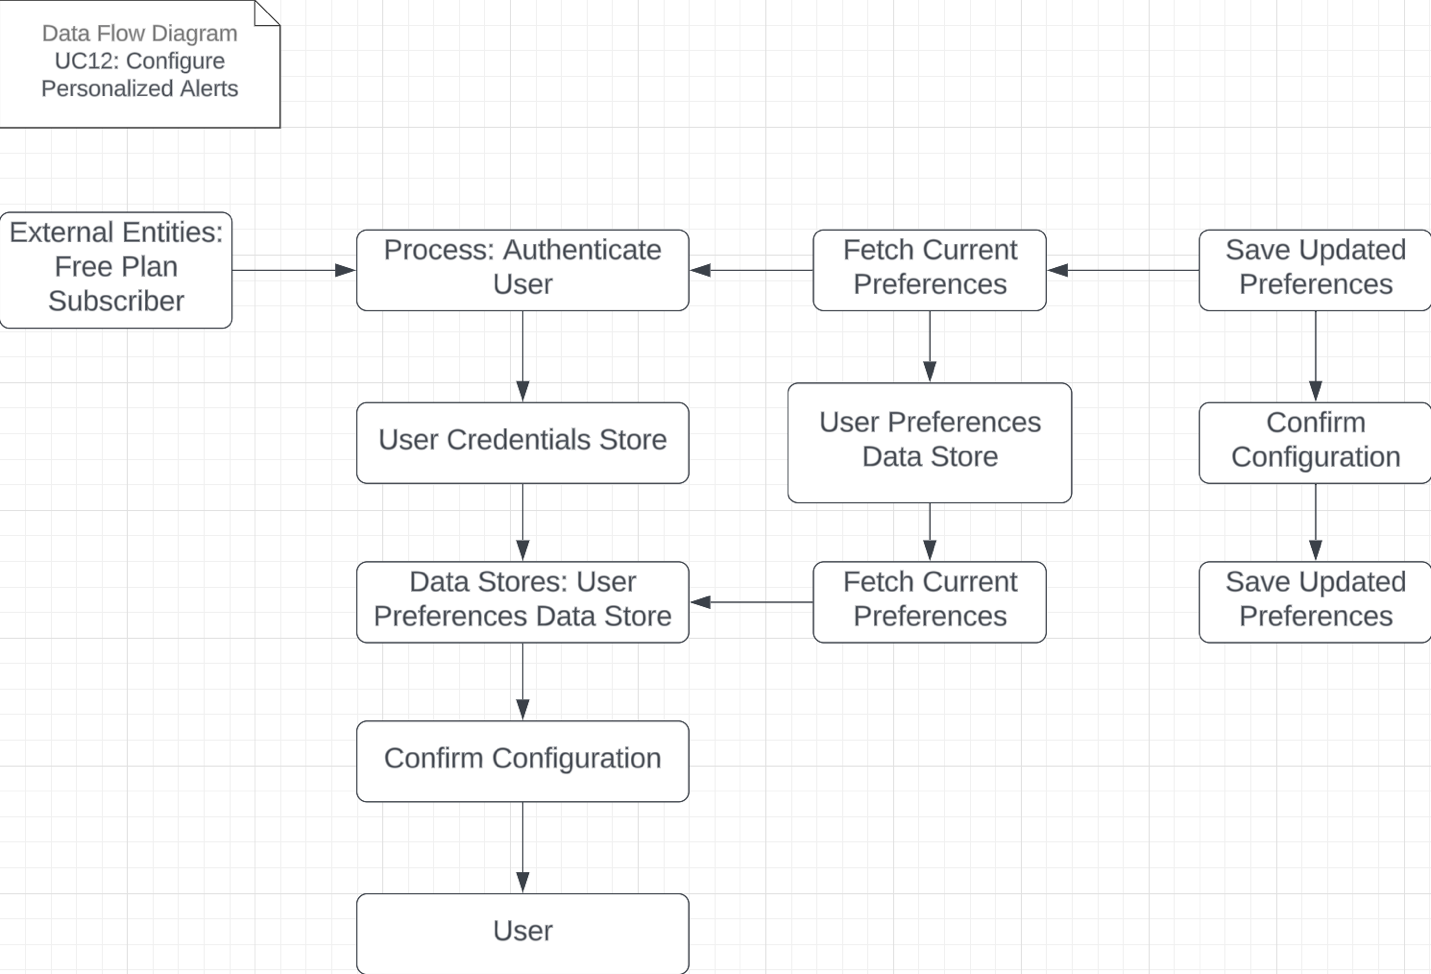 Data Flow Diagram
UC12: Configure
Personalized Alerts
External Entities:
Free Plan
Subscriber
Process: Authenticate
User
Fetch Current
Preferences
Save Updated
Preferences
User Credentials Store
User Preferences
Data Store
Confirm
Configuration
Data Stores: User
Preferences Data Store
Fetch Current
Preferences
Save Updated
Preferences
Confirm Configuration
User